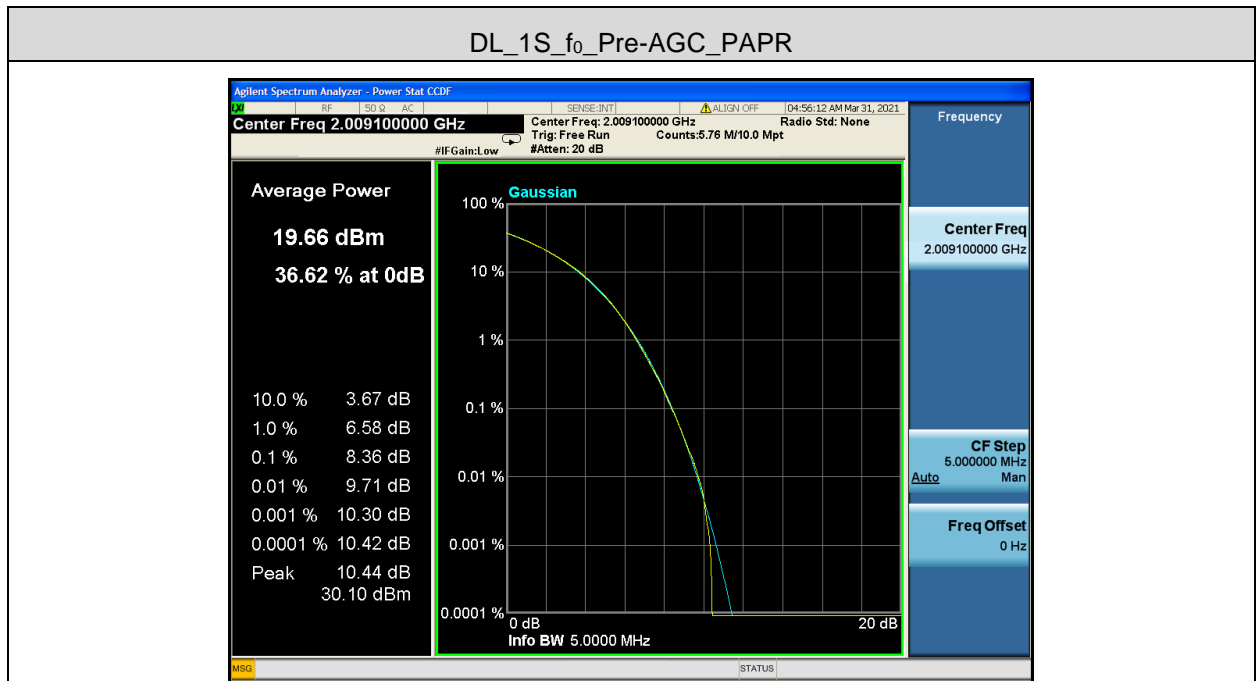 DL_1S_f0_Pre-AGC_PAPR
Agilent Spectrum Analyzer - Power Stat CCDF
LXI RF 50 Ω AC SENSE:INT ALIGN OFF 04:56:12 AM Mar 31, 2021
Center Freq 2.009100000 GHz
Center Freq: 2.009100000 GHz Radio Std: None
Trig: Free Run Counts:5.76 M/10.0 Mpt
#IFGain:Low #Atten: 20 dB
Average Power
19.66 dBm
36.62 % at 0dB
10.0 % 3.67 dB
1.0 % 6.58 dB
0.1 % 8.36 dB
0.01 % 9.71 dB
0.001 % 10.30 dB
0.0001 % 10.42 dB
Peak 10.44 dB
30.10 dBm
Gaussian
100 %
10 %
1 %
0.1 %
0.01 %
0.001 %
0.0001 %
0 dB 20 dB
Info BW 5.0000 MHz
Frequency
Center Freq
2.009100000 GHz
CF Step
5.000000 MHz
Auto Man
Freq Offset
0 Hz
MSG STATUS